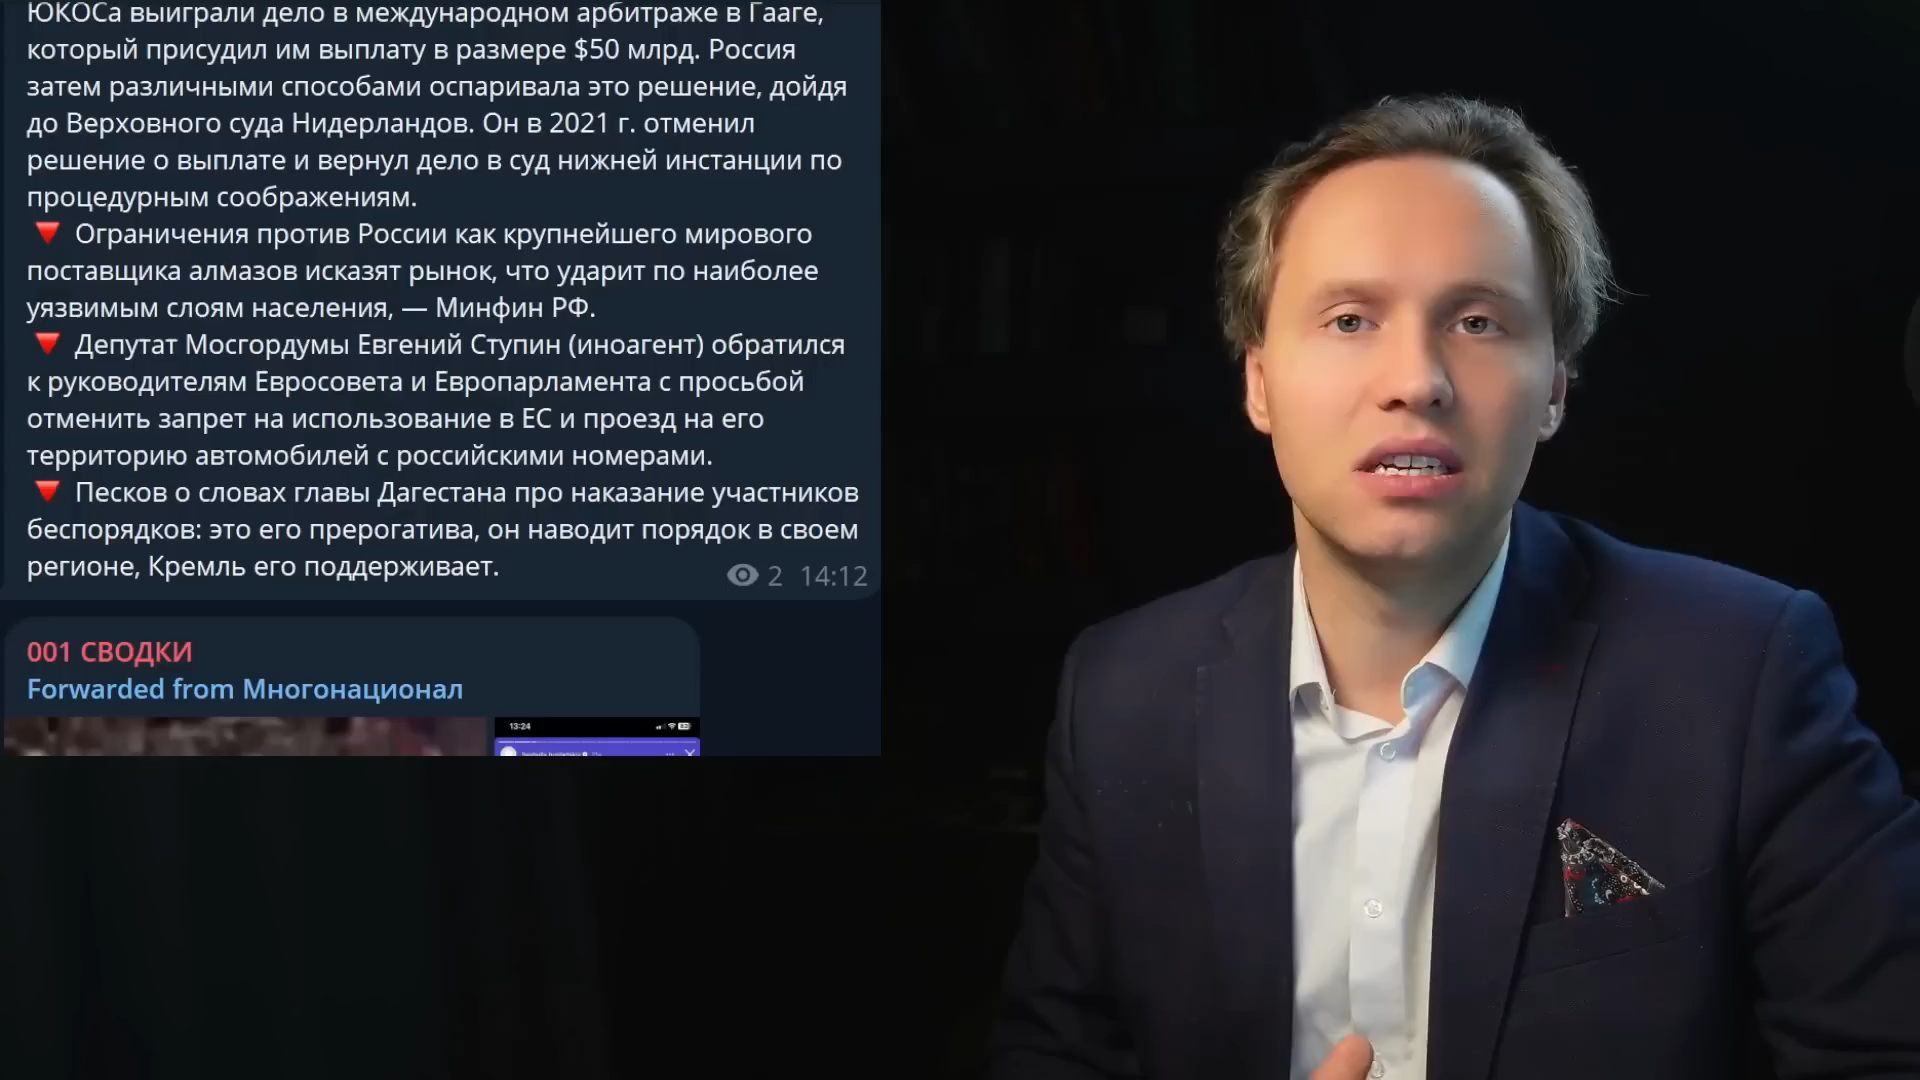 ЮКОСа выиграли дело в международном арбитраже в Гааге,
который присудил им выплату в размере $50 млрд. Россия
затем различными способами оспаривала это решение, дойдя
до Верховного суда Нидерландов. Он в 2021 г. отменил
решение о выплате и вернул дело в суд нижней инстанции по
процедурным соображениям.
🔻 Ограничения против России как крупнейшего мирового
поставщика алмазов исказят рынок, что ударит по наиболее
уязвимым слоям населения, — Минфин РФ.
🔻 Депутат Мосгордумы Евгений Ступин (иноагент) обратился
к руководителям Евросовета и Европарламента с просьбой
отменить запрет на использование в ЕС и проезд на его
территорию автомобилей с российскими номерами.
🔻 Песков о словах главы Дагестана про наказание участников
беспорядков: это его прерогатива, он наводит порядок в своем
регионе, Кремль его поддерживает.
2 14:12
001 СВОДКИ
Forwarded from Многонационал
13:24